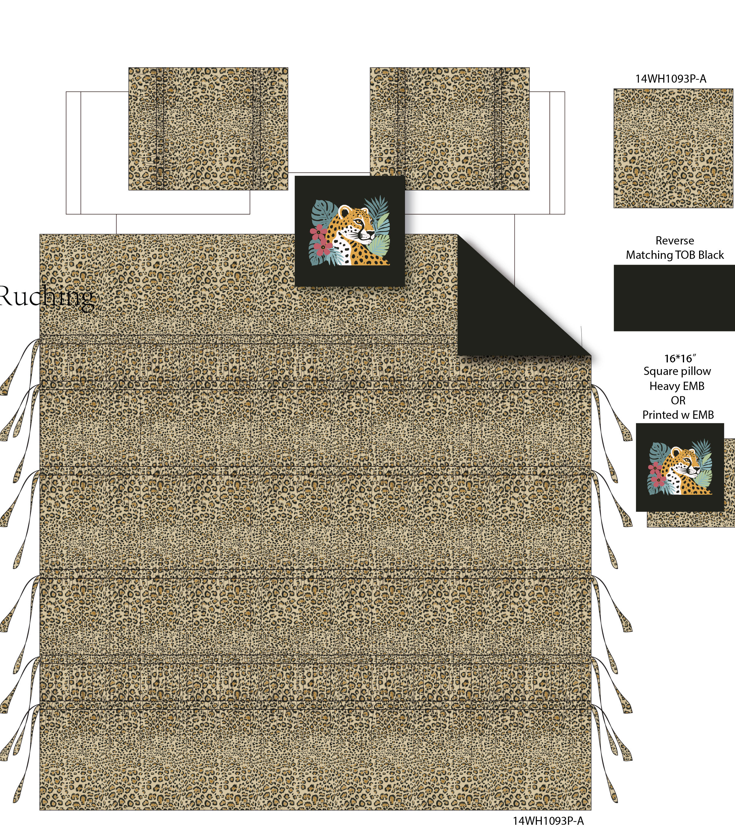 14WH1093P-A
Reverse
Matching TOB Black
Ruching
16*16″
Square pillow
Heavy EMB
OR
Printed w EMB
14WH1093P-A